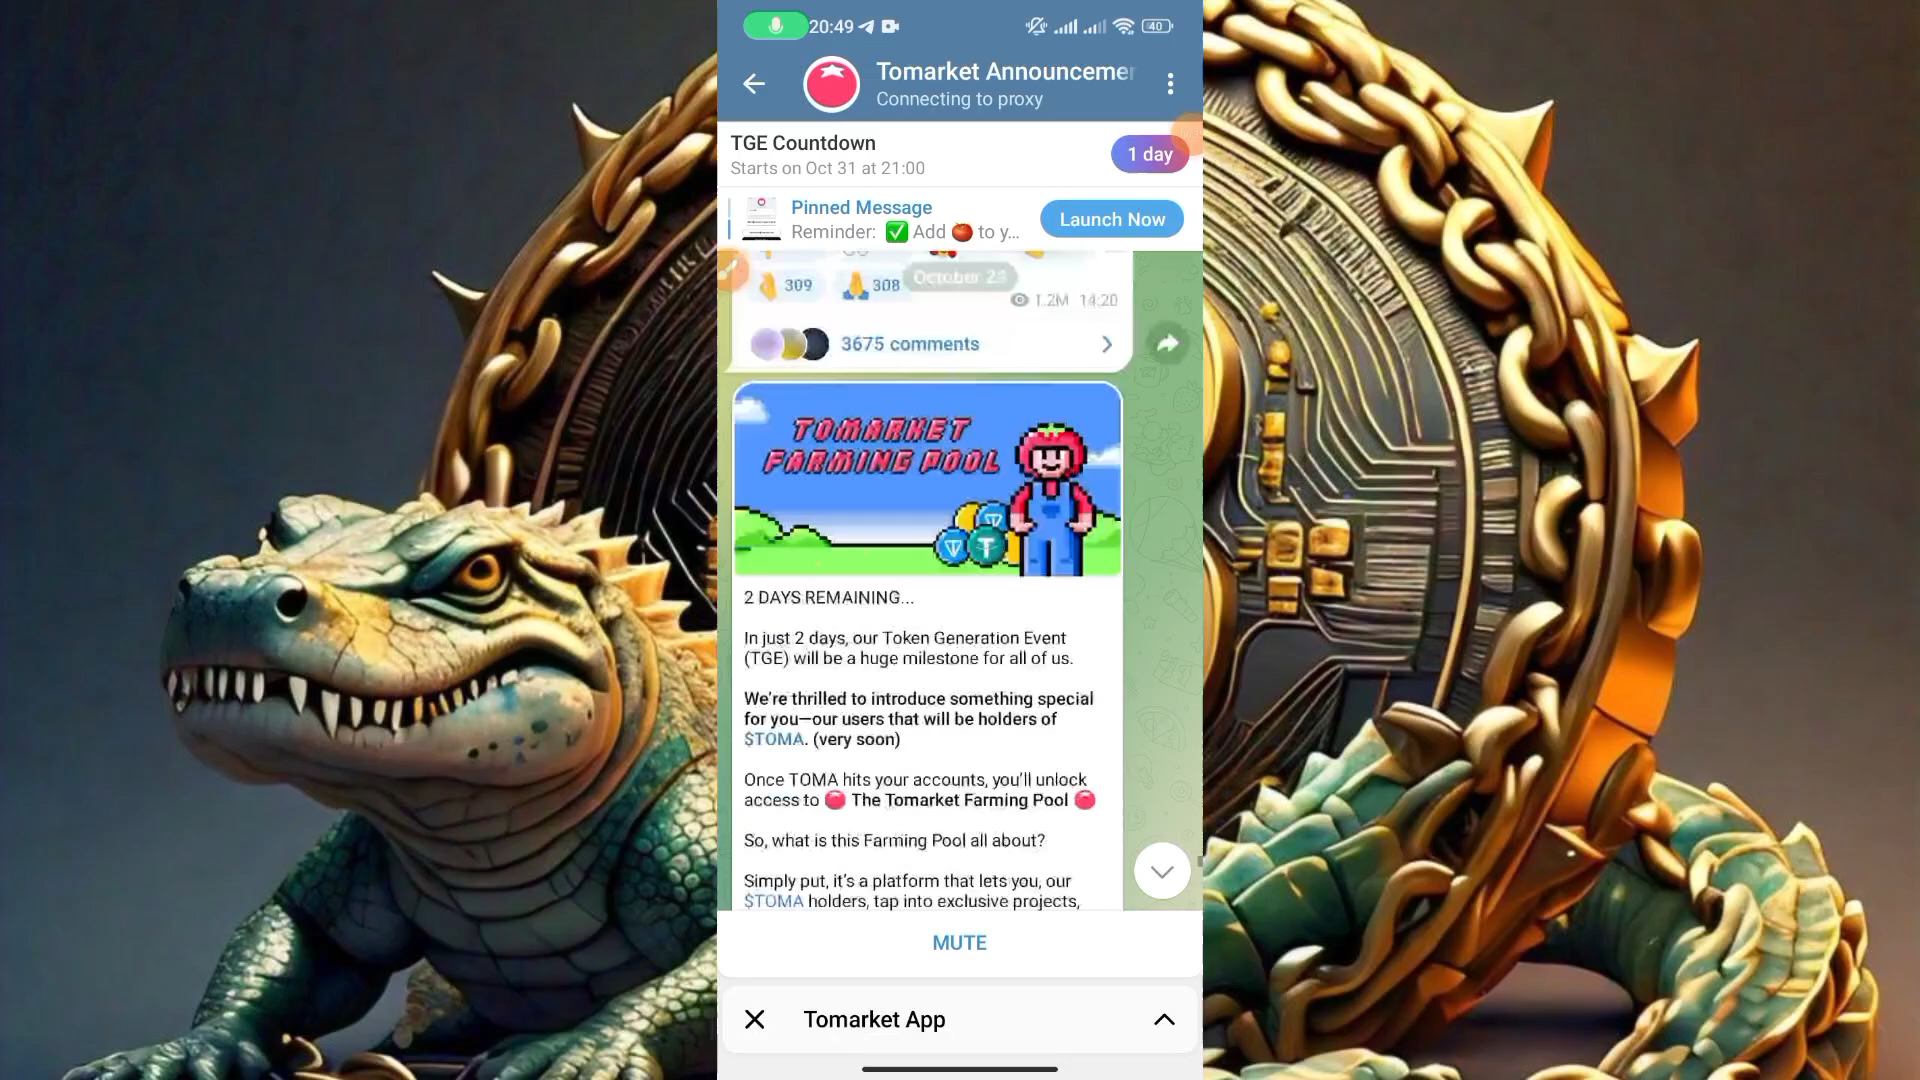 20:49
40
Tomarket Announcemer
Connecting to proxy
TGE Countdown
Starts on Oct 31 at 21:00
1 day
Pinned Message
Reminder: ✅ Add 🍅 to y...
Launch Now
309
308
October 23
1.2M 14:20
3675 comments
TOMARKET
FARMING POOL
2 DAYS REMAINING...
In just 2 days, our Token Generation Event
(TGE) will be a huge milestone for all of us.
We're thrilled to introduce something special
for you—our users that will be holders of
$TOMA. (very soon)
Once TOMA hits your accounts, you'll unlock
access to 🍅 The Tomarket Farming Pool 🍅
So, what is this Farming Pool all about?
Simply put, it's a platform that lets you, our
$TOMA holders, tap into exclusive projects,
MUTE
Tomarket App